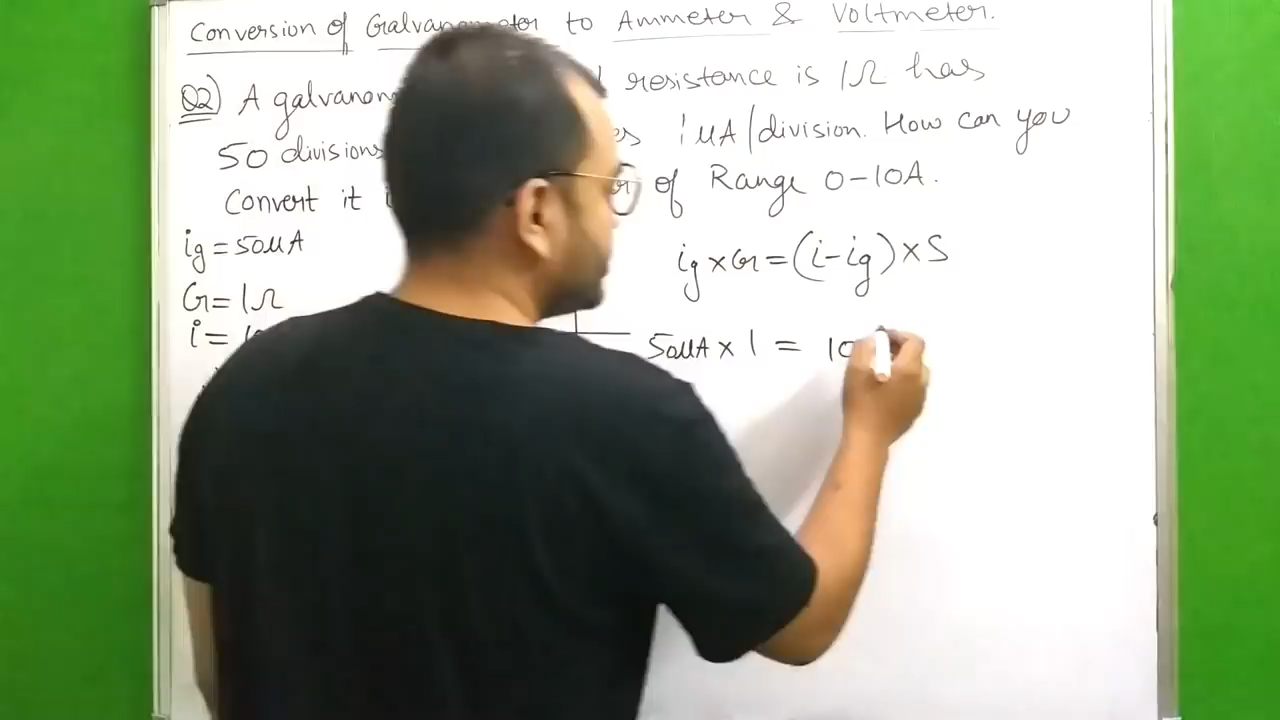 Conversion of Galvanometer to Ammeter & Voltmeter.
Q2) A galvanom resistance is 1Ω has
50 divisions 1μA/division. How can you
Convert it of Range 0-10A.
ig = 50μA
ig × G = (i - ig) × S
G = 1Ω
i = 10
50μA × 1 = 10